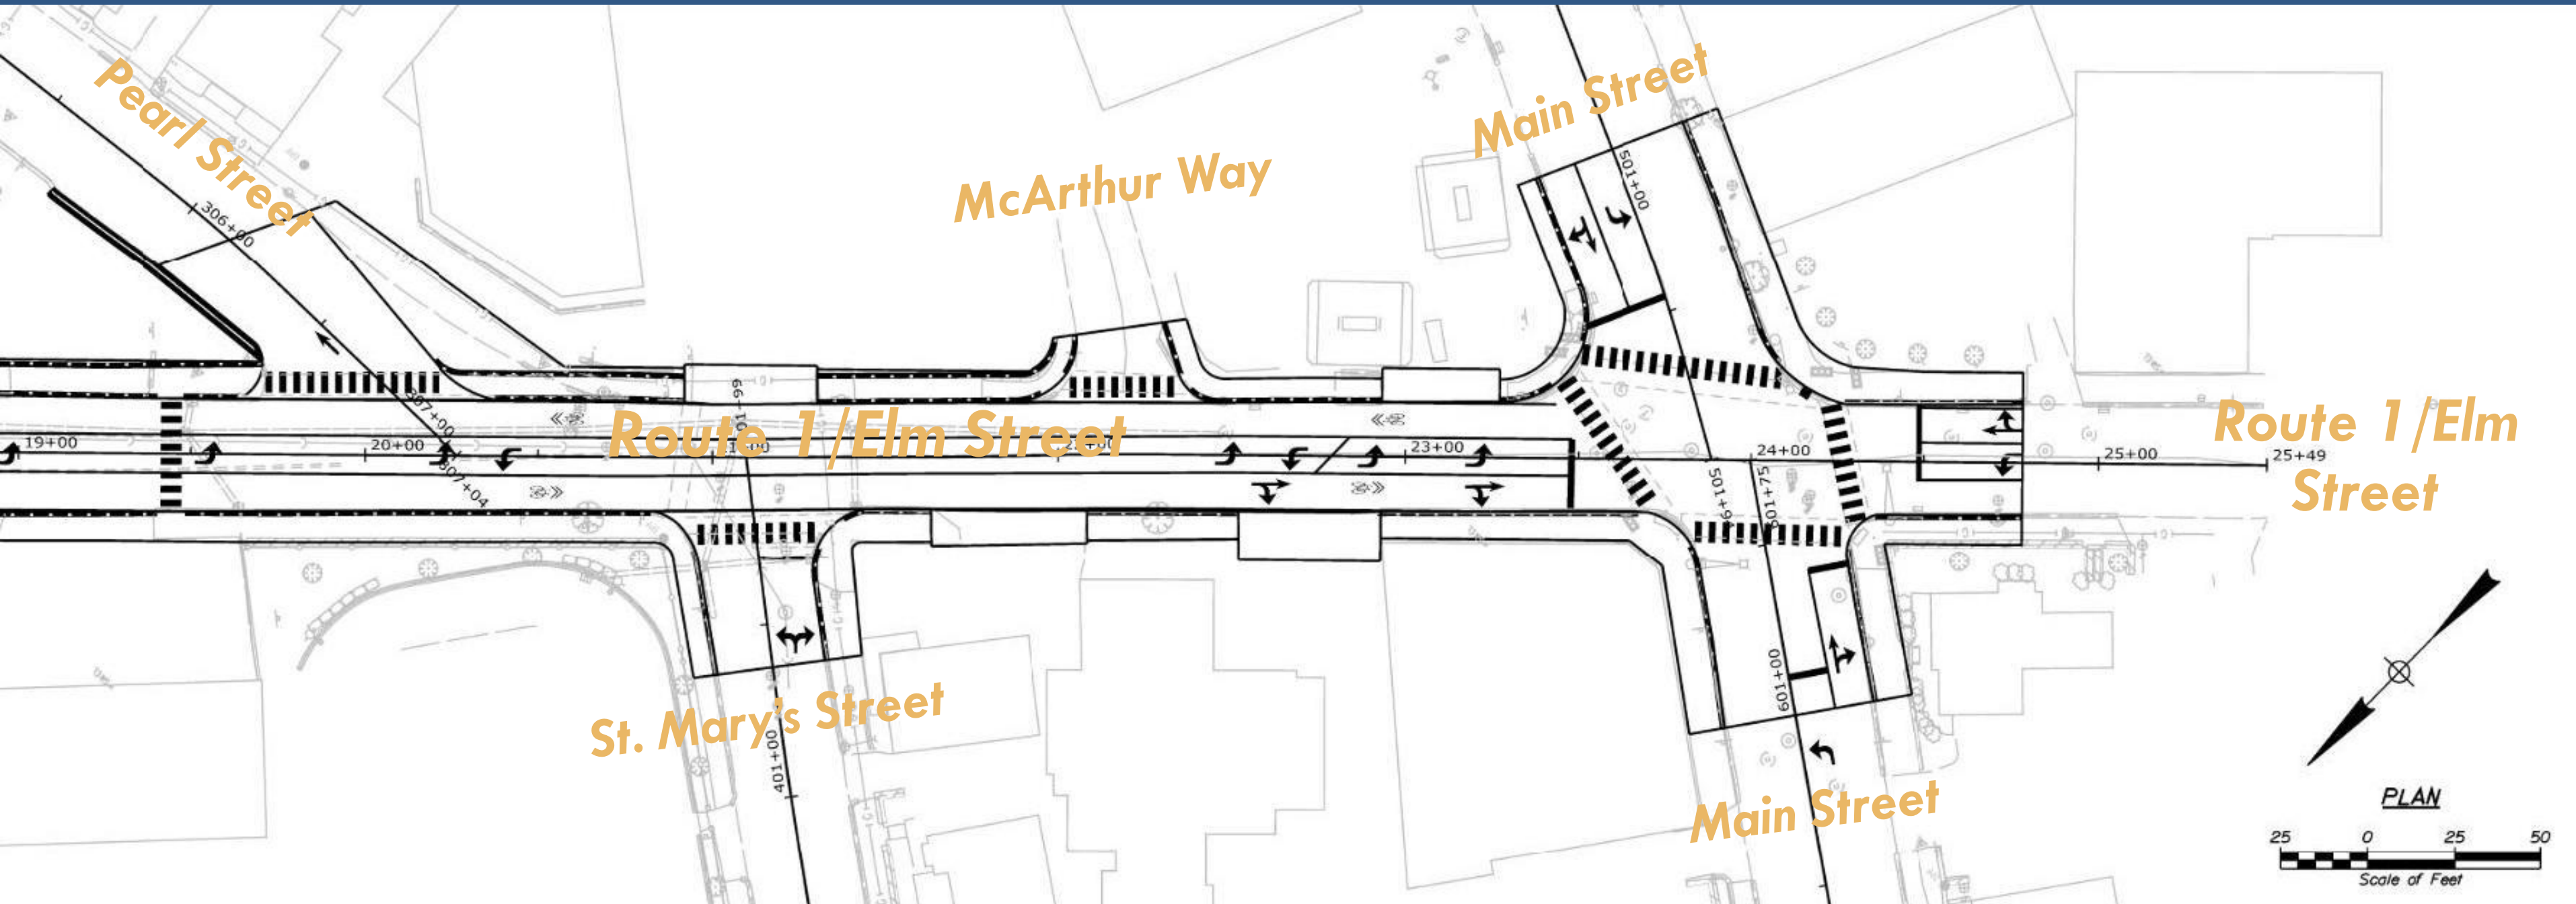 Pearl Street
Main Street
McArthur Way
306+00
501+00
307+00
307+04
Route 1/Elm Street
Route 1/Elm
Street
19+00
20+00
23+00
24+00
25+00
25+49
501+94
601+75
601+00
St. Mary's Street
401+00
Main Street
PLAN
25 0 25 50
Scale of Feet